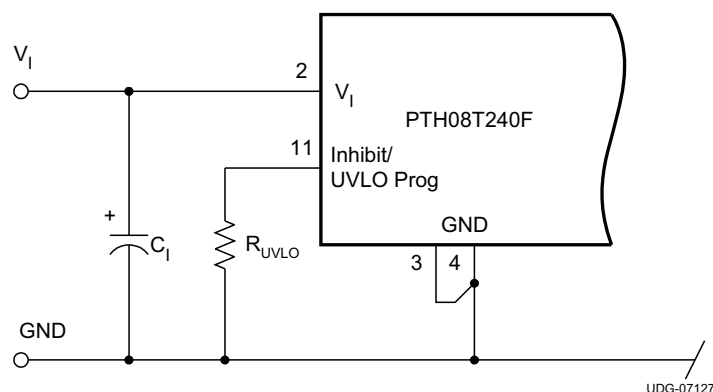 V_I
2
V_I
PTH08T240F
11
Inhibit/
UVLO Prog
GND
+
C_I
R_UVLO
3
4
GND
UDG-07127